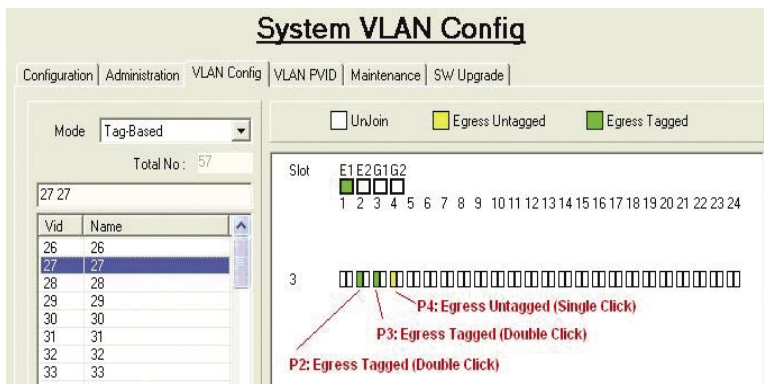 System VLAN Config
Configuration Administration VLAN Config VLAN PVID Maintenance SW Upgrade
Mode Tag-Based
Total No : 57
27 27
Vid Name
26 26
27 27
28 28
29 29
30 30
31 31
32 32
33 33
UnJoin Egress Untagged Egress Tagged
Slot E1E2G1G2
1 2 3 4 5 6 7 8 9 10 11 12 13 14 15 16 17 18 19 20 21 22 23 24
3
P4: Egress Untagged (Single Click)
P3: Egress Tagged (Double Click)
P2: Egress Tagged (Double Click)